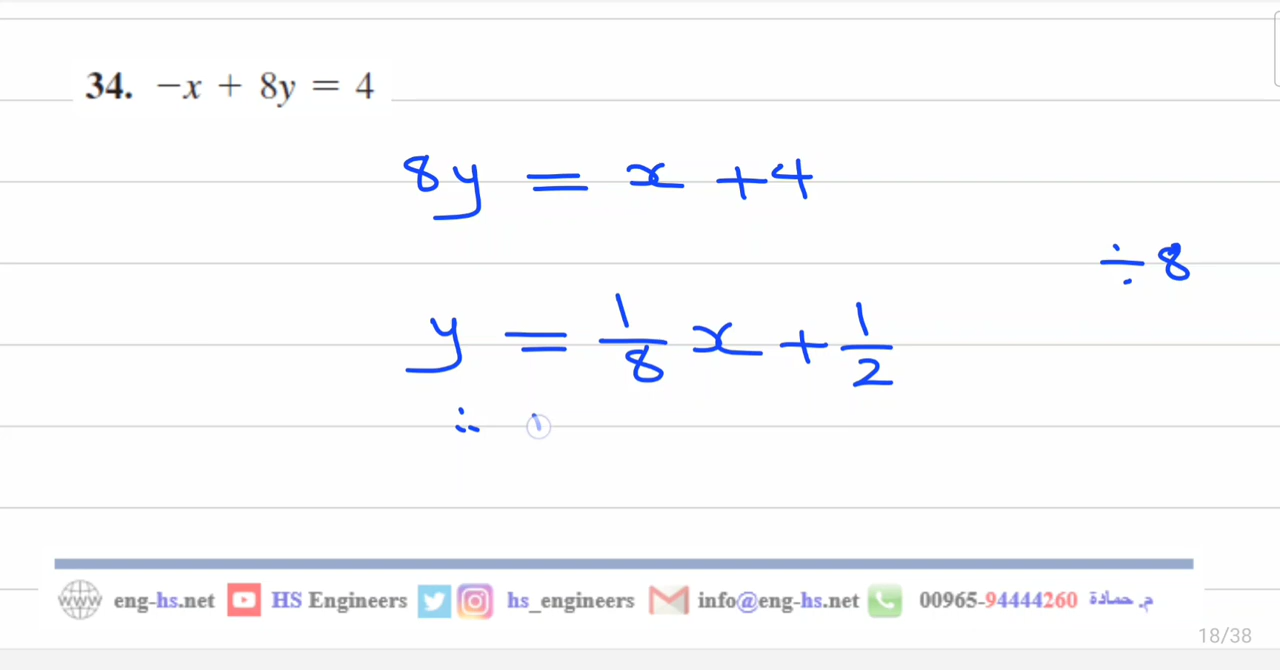 34. −x + 8y = 4
8y = x + 4
÷ 8
y = 1/8 x + 1/2
∴
www eng-hs.net HS Engineers hs_engineers info@eng-hs.net 00965-94444260 م. حمادة
18/38